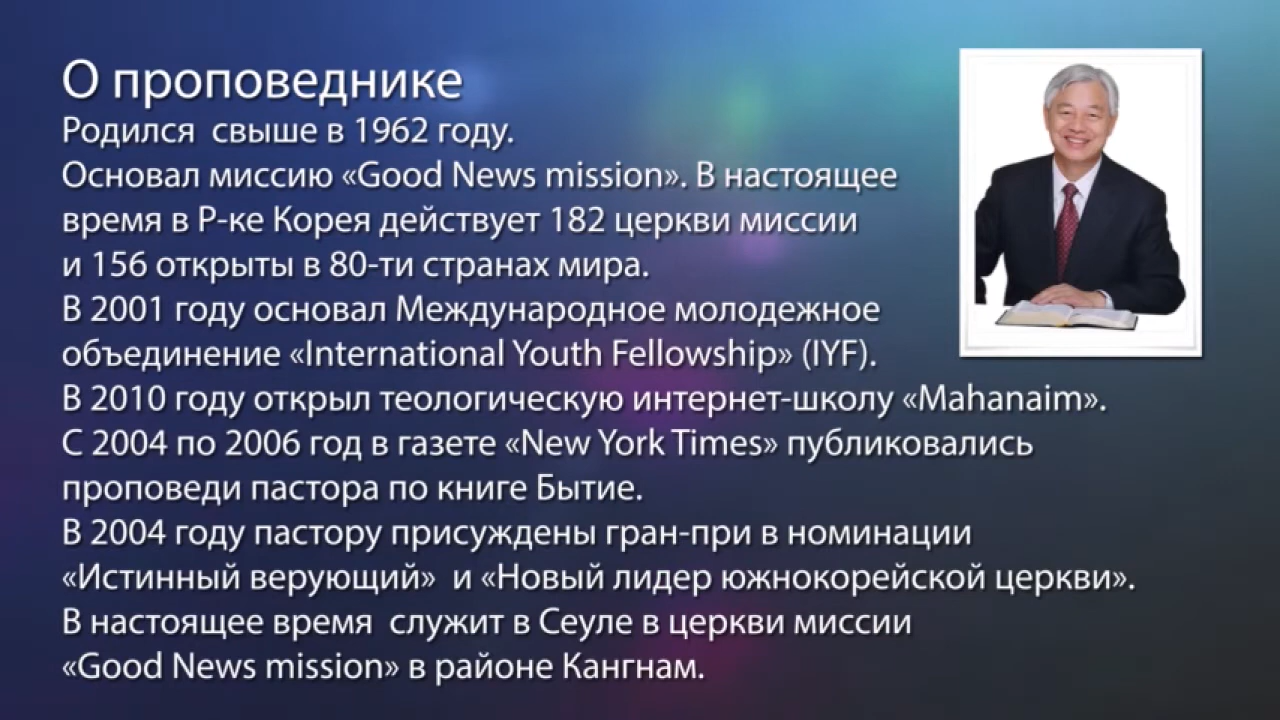 О проповеднике
Родился свыше в 1962 году.
Основал миссию «Good News mission». В настоящее
время в Р-ке Корея действует 182 церкви миссии
и 156 открыты в 80-ти странах мира.
В 2001 году основал Международное молодежное
объединение «International Youth Fellowship» (IYF).
В 2010 году открыл теологическую интернет-школу «Mahanaim».
С 2004 по 2006 год в газете «New York Times» публиковались
проповеди пастора по книге Бытие.
В 2004 году пастору присуждены гран-при в номинации
«Истинный верующий» и «Новый лидер южнокорейской церкви».
В настоящее время служит в Сеуле в церкви миссии
«Good News mission» в районе Кангнам.